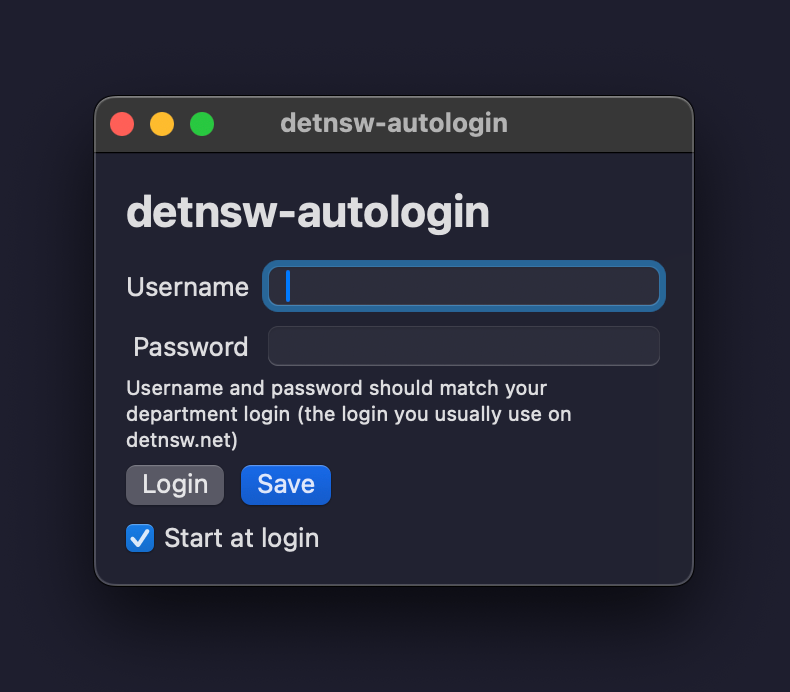 detnsw-autologin
detnsw-autologin
Username
Password
Username and password should match your
department login (the login you usually use on
detnsw.net)
Login Save
Start at login